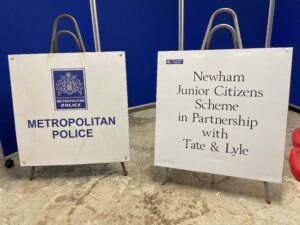 METROPOLITAN
POLICE
METROPOLITAN
POLICE
Newham
Junior Citizens
Scheme
in Partnership
with
Tate & Lyle